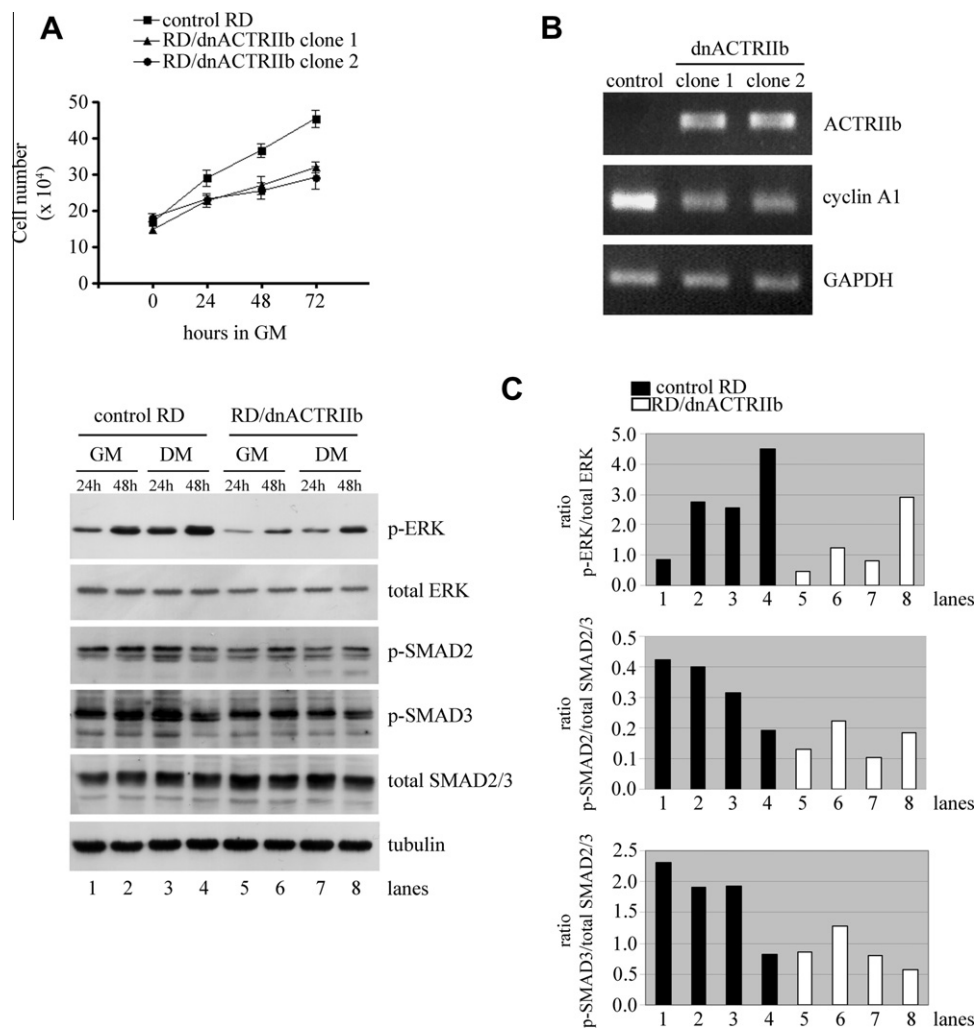 A
control RD
RD/dnACTRIIb clone 1
RD/dnACTRIIb clone 2
Cell number
(x 10⁴)
50
40
30
20
10
0
0 24 48 72
hours in GM
B
dnACTRIIb
control clone 1 clone 2
ACTRIIb
cyclin A1
GAPDH
control RD RD/dnACTRIIb
GM DM GM DM
24h 48h 24h 48h 24h 48h 24h 48h
p-ERK
total ERK
p-SMAD2
p-SMAD3
total SMAD2/3
tubulin
1 2 3 4 5 6 7 8 lanes
C
control RD
RD/dnACTRIIb
ratio
p-ERK/total ERK
5.0
4.0
3.0
2.0
1.0
0.0
1 2 3 4 5 6 7 8 lanes
ratio
p-SMAD2/total SMAD2/3
0.5
0.4
0.3
0.2
0.1
0.0
1 2 3 4 5 6 7 8 lanes
ratio
p-SMAD3/total SMAD2/3
2.5
2.0
1.5
1.0
0.5
0.0
1 2 3 4 5 6 7 8 lanes